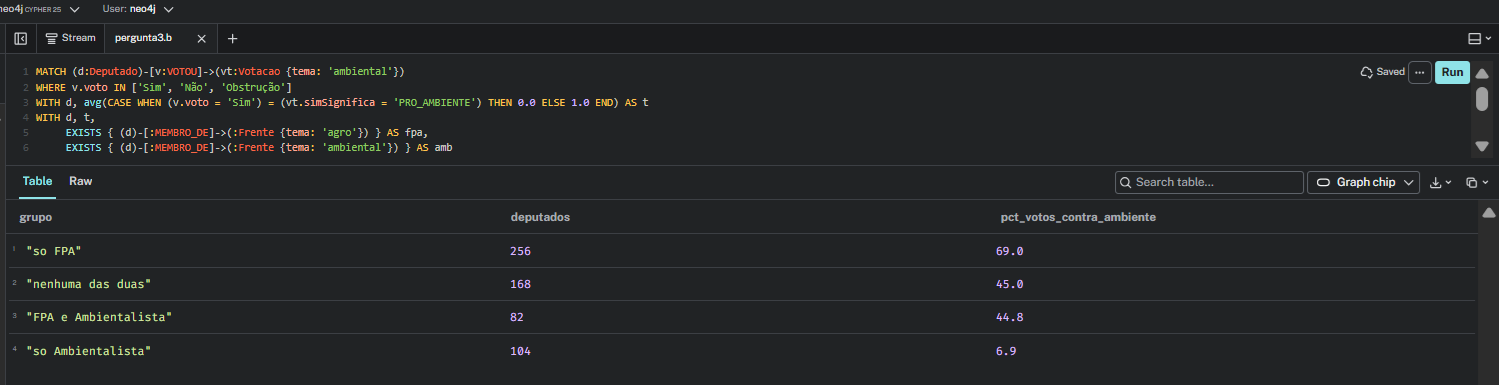 neo4j CYPHER 25 User: neo4j
Stream pergunta3.b
1 MATCH (d:Deputado)-[v:VOTOU]->(vt:Votacao {tema: 'ambiental'})
2 WHERE v.voto IN ['Sim', 'Não', 'Obstrução']
3 WITH d, avg(CASE WHEN (v.voto = 'Sim') = (vt.simSignifica = 'PRO_AMBIENTE') THEN 0.0 ELSE 1.0 END) AS t
4 WITH d, t,
5 EXISTS { (d)-[:MEMBRO_DE]->(:Frente {tema: 'agro'}) } AS fpa,
6 EXISTS { (d)-[:MEMBRO_DE]->(:Frente {tema: 'ambiental'}) } AS amb
Saved ... Run
Table Raw
Search table... Graph chip
grupo deputados pct_votos_contra_ambiente
1 "so FPA" 256 69.0
2 "nenhuma das duas" 168 45.0
3 "FPA e Ambientalista" 82 44.8
4 "so Ambientalista" 104 6.9